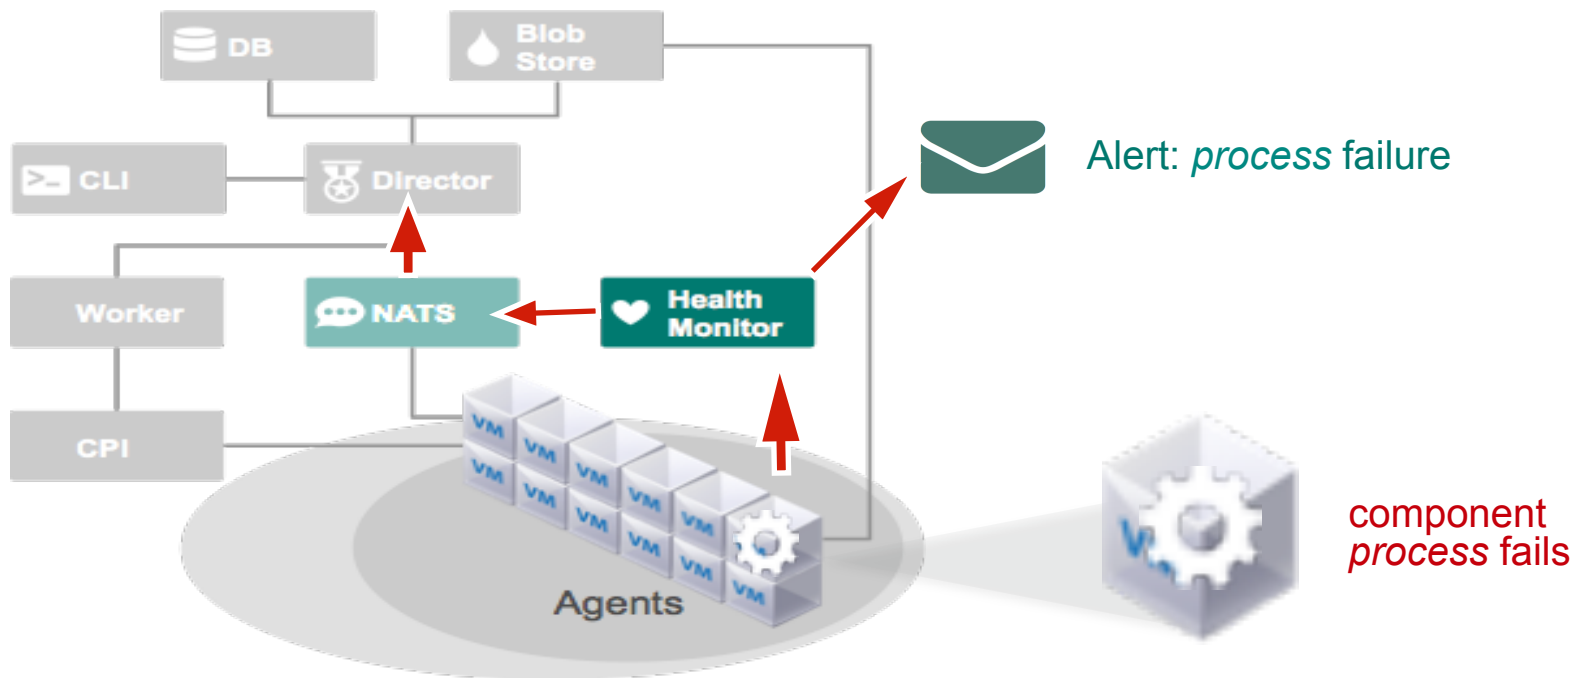 DB
Blob
Store
>_ CLI
Director
Alert: process failure
Worker
NATS
Health
Monitor
CPI
VM
VM
VM
VM
VM
VM
VM
VM
VM
VM
VM
Agents
component
process fails